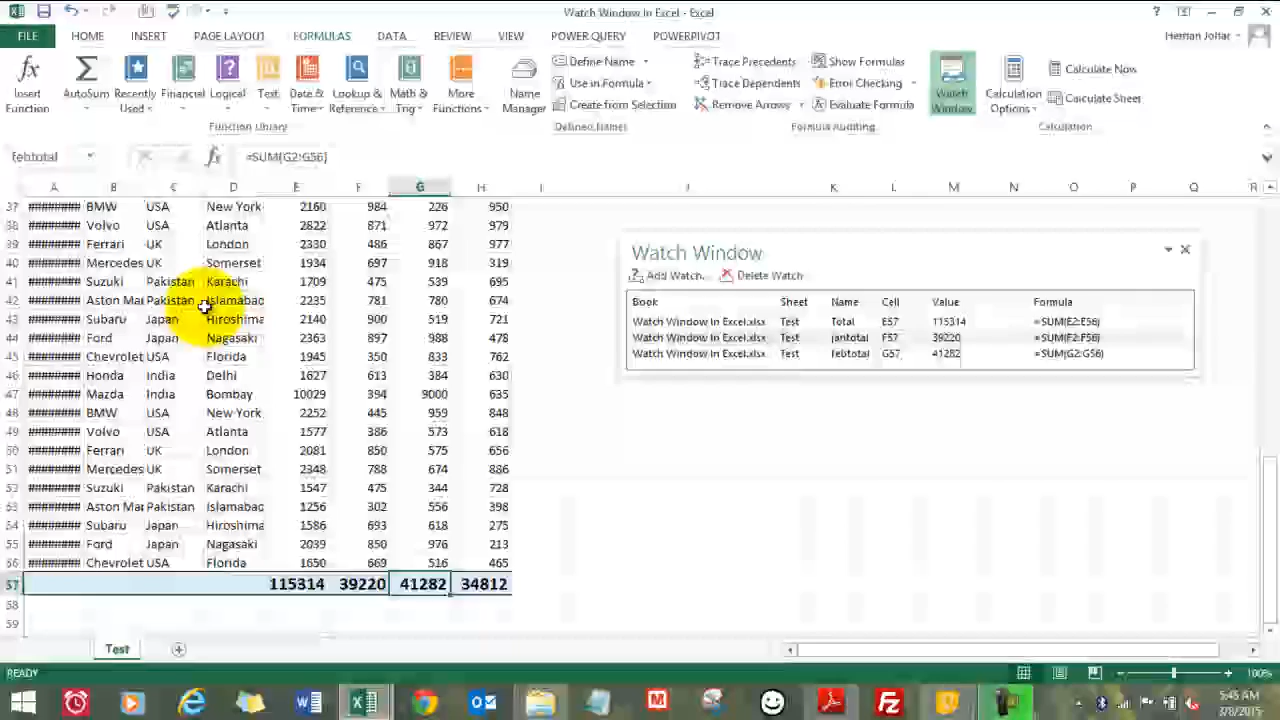 Watch Window In Excel - Excel
FILE HOME INSERT PAGE LAYOUT FORMULAS DATA REVIEW VIEW POWER QUERY POWERPIVOT
Insert Function AutoSum Recently Used Financial Logical Text Date & Time Lookup & Reference Math & Trig More Functions
Function Library
Name Manager Define Name Use in Formula Create from Selection
Defined Names
Trace Precedents Trace Dependents Remove Arrows Show Formulas Error Checking Evaluate Formula Watch Window
Formula Auditing
Calculation Options Calculate Now Calculate Sheet
Calculation
febtotal fx =SUM(G2:G56)
A B C D E F G H I J K L M N O P Q R
37 ######## BMW USA New York 2160 984 226 950
38 ######## Volvo USA Atlanta 2822 871 972 979
39 ######## Ferrari UK London 2330 486 867 977
40 ######## Mercedes UK Somerset 1934 697 918 319
41 ######## Suzuki Pakistan Karachi 1709 475 539 695
42 ######## Aston Mar Pakistan Islamabad 2235 781 780 674
43 ######## Subaru Japan Hiroshima 2140 900 519 721
44 ######## Ford Japan Nagasaki 2363 897 988 478
45 ######## Chevrolet USA Florida 1945 350 833 762
46 ######## Honda India Delhi 1627 613 384 630
47 ######## Mazda India Bombay 10029 394 9000 635
48 ######## BMW USA New York 2252 445 959 848
49 ######## Volvo USA Atlanta 1577 386 573 618
50 ######## Ferrari UK London 2081 850 575 656
51 ######## Mercedes UK Somerset 2348 788 674 886
52 ######## Suzuki Pakistan Karachi 1547 475 344 728
53 ######## Aston Mar Pakistan Islamabad 1256 302 556 398
54 ######## Subaru Japan Hiroshima 1586 693 618 275
55 ######## Ford Japan Nagasaki 2039 850 976 213
56 ######## Chevrolet USA Florida 1650 669 516 465
57 115314 39220 41282 34812
58
59
Watch Window
Add Watch... Delete Watch
Book Sheet Name Cell Value Formula
Watch Window In Excel.xlsx Test Total E57 115314 =SUM(E2:E56)
Watch Window In Excel.xlsx Test jantotal F57 39220 =SUM(F2:F56)
Watch Window In Excel.xlsx Test febtotal G57 41282 =SUM(G2:G56)
Test
READY 100%
5:45 AM
3/8/2015